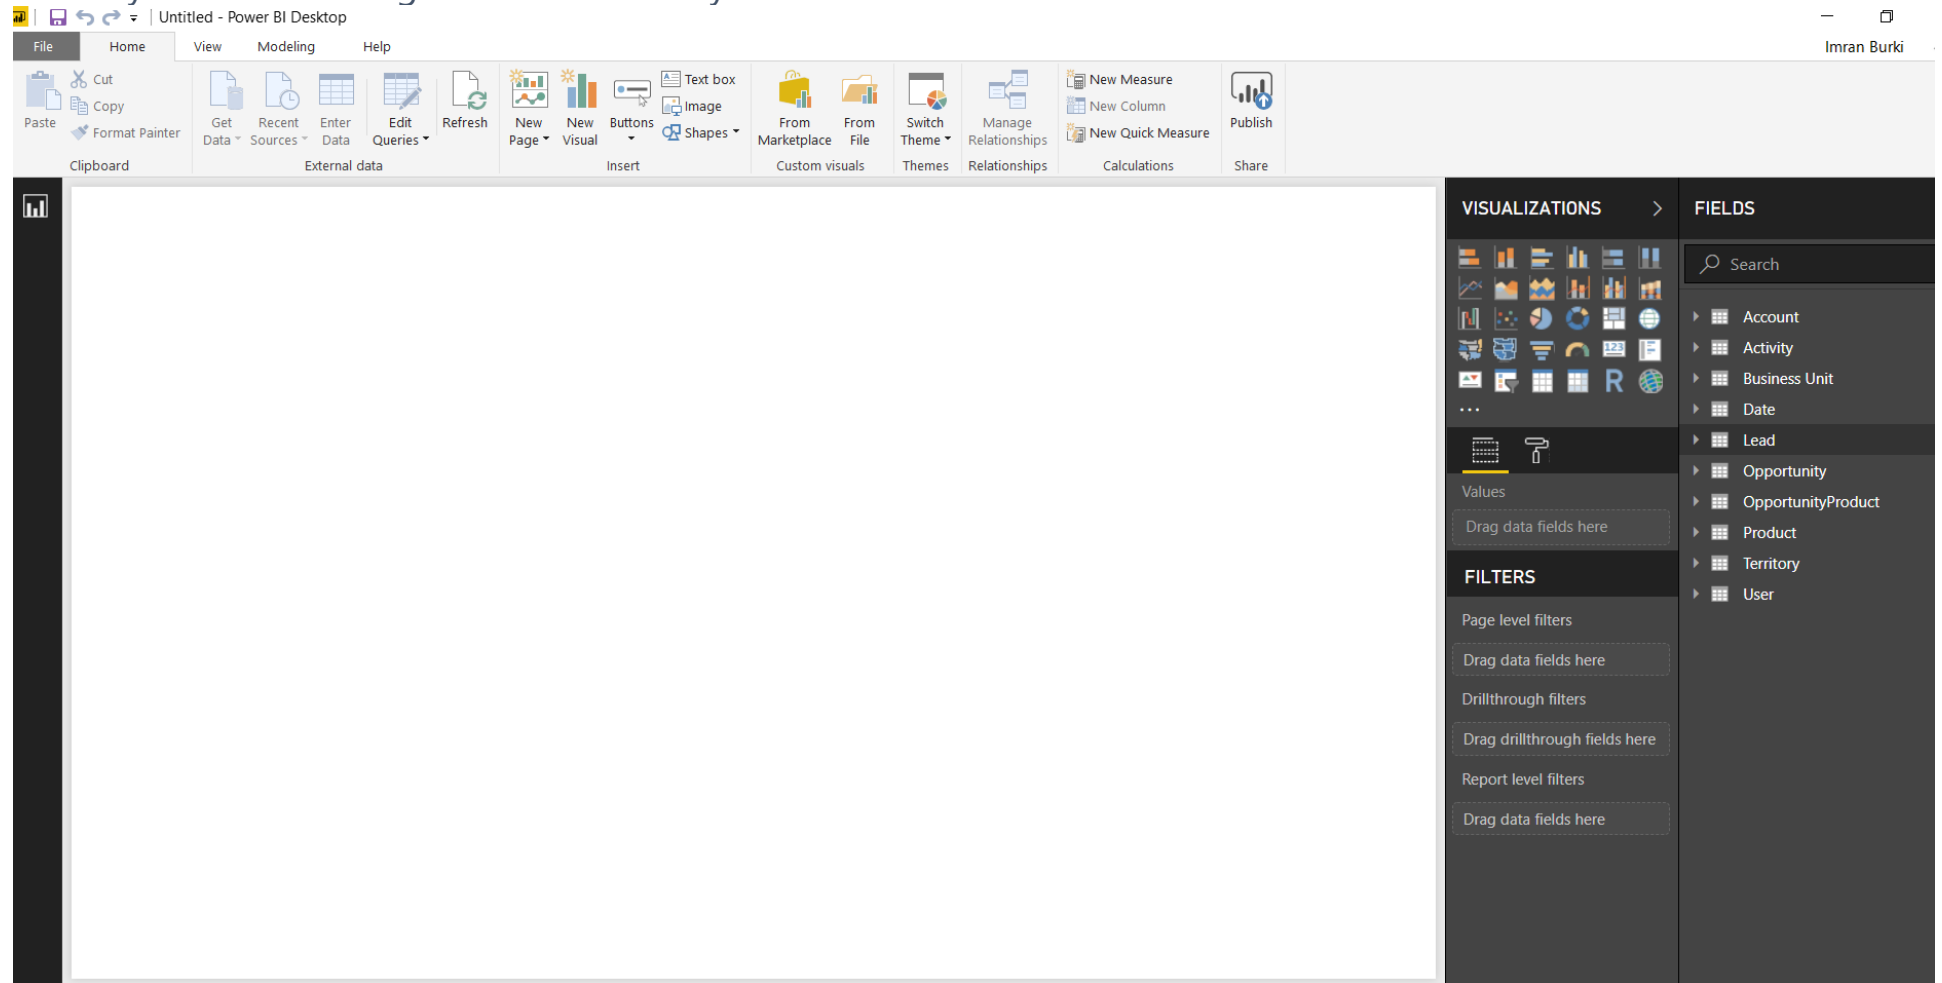 Untitled - Power BI Desktop
File Home View Modeling Help Imran Burki
Paste
Cut
Copy
Format Painter
Clipboard
Get Data
Recent Sources
Enter Data
Edit Queries
Refresh
External data
New Page
New Visual
Buttons
Text box
Image
Shapes
Insert
From Marketplace
From File
Custom visuals
Switch Theme
Themes
Manage Relationships
Relationships
New Measure
New Column
New Quick Measure
Calculations
Publish
Share
VISUALIZATIONS
123
R
Values
Drag data fields here
FILTERS
Page level filters
Drag data fields here
Drillthrough filters
Drag drillthrough fields here
Report level filters
Drag data fields here
FIELDS
Search
Account
Activity
Business Unit
Date
Lead
Opportunity
OpportunityProduct
Product
Territory
User